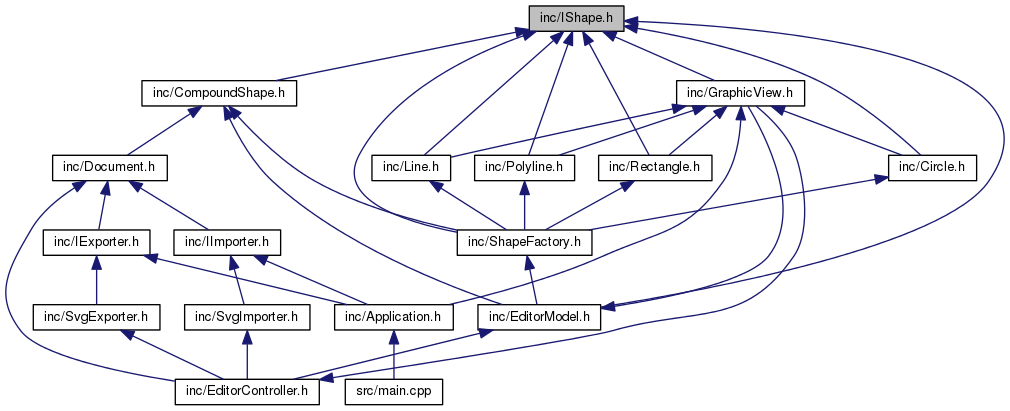 inc/IShape.h
inc/CompoundShape.h
inc/GraphicView.h
inc/Document.h
inc/Line.h
inc/Polyline.h
inc/Rectangle.h
inc/Circle.h
inc/IExporter.h
inc/IImporter.h
inc/ShapeFactory.h
inc/SvgExporter.h
inc/SvgImporter.h
inc/Application.h
inc/EditorModel.h
inc/EditorController.h
src/main.cpp